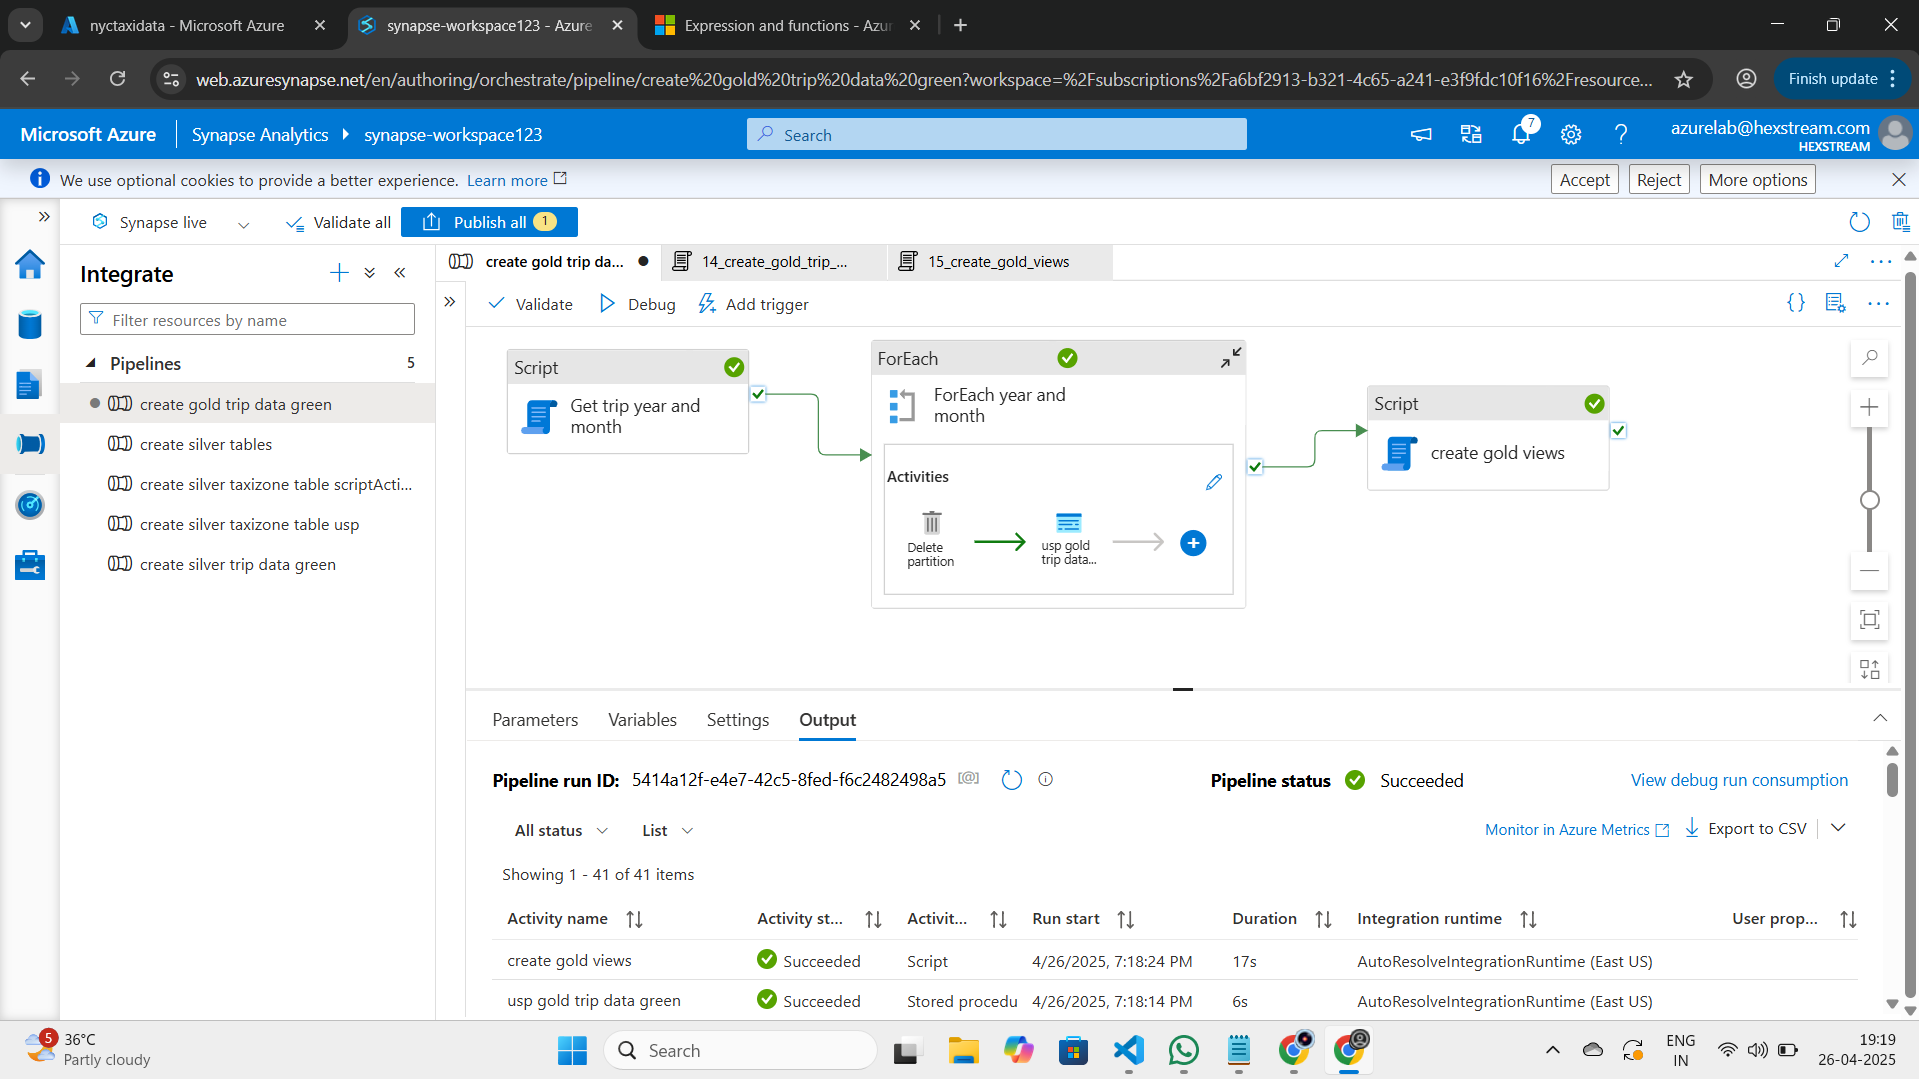 nyctaxidata - Microsoft Azure
synapse-workspace123 - Azure
Expression and functions - Azur
web.azuresynapse.net/en/authoring/orchestrate/pipeline/create%20gold%20trip%20data%20green?workspace=%2Fsubscriptions%2Fa6bf2913-b321-4c65-a241-e3f9fdc10f16%2Fresource...
Finish update
Microsoft Azure
Synapse Analytics
synapse-workspace123
Search
7
azurelab@hexstream.com
HEXSTREAM
We use optional cookies to provide a better experience. Learn more
Accept
Reject
More options
Synapse live
Validate all
Publish all 1
Integrate
Filter resources by name
Pipelines 5
create gold trip data green
create silver tables
create silver taxizone table scriptActi...
create silver taxizone table usp
create silver trip data green
create gold trip da...
14_create_gold_trip_...
15_create_gold_views
Validate
Debug
Add trigger
Script
Get trip year and
month
ForEach
ForEach year and
month
Activities
Delete
partition
usp gold
trip data...
Script
create gold views
Parameters
Variables
Settings
Output
Pipeline run ID: 5414a12f-e4e7-42c5-8fed-f6c2482498a5 [@]
Pipeline status Succeeded
View debug run consumption
All status
List
Monitor in Azure Metrics
Export to CSV
Showing 1 - 41 of 41 items
Activity name Activity st... Activit... Run start Duration Integration runtime User prop...
create gold views Succeeded Script 4/26/2025, 7:18:24 PM 17s AutoResolveIntegrationRuntime (East US)
usp gold trip data green Succeeded Stored procedu 4/26/2025, 7:18:14 PM 6s AutoResolveIntegrationRuntime (East US)
5
36°C
Partly cloudy
Search
ENG
IN
19:19
26-04-2025